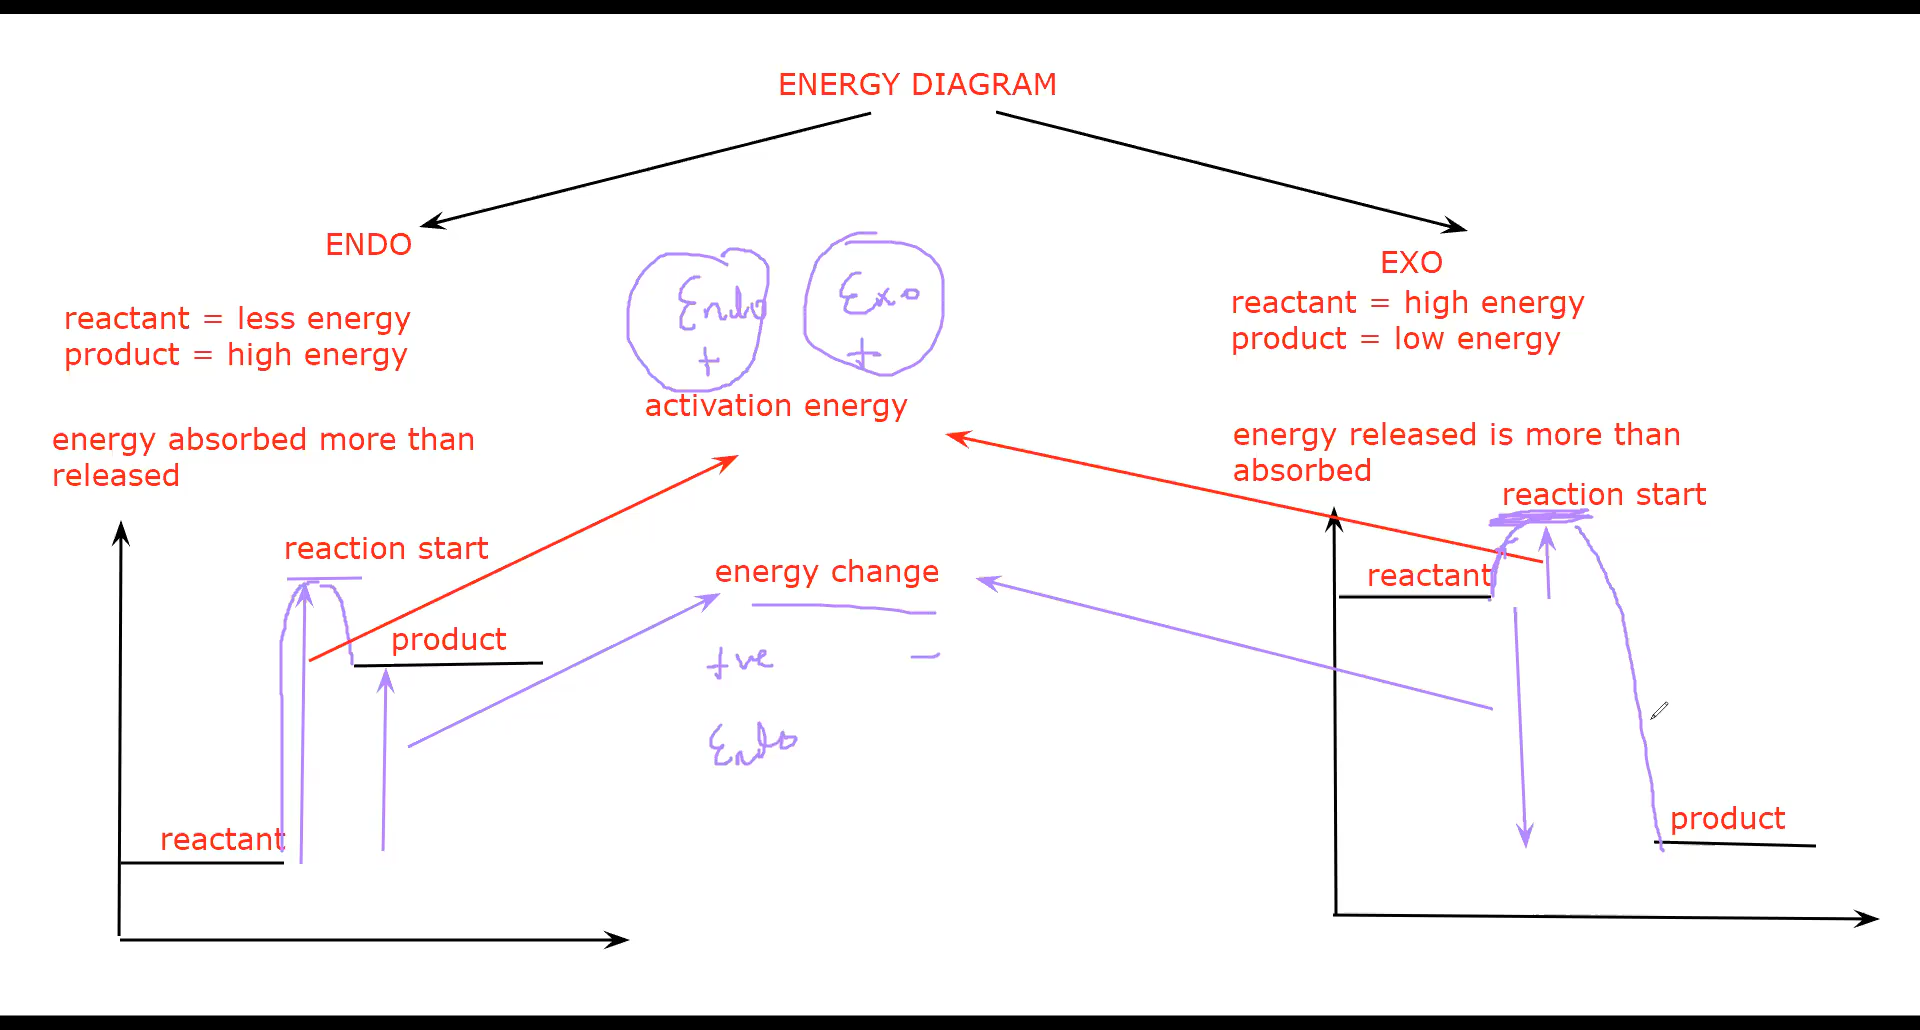 ENERGY DIAGRAM
ENDO
reactant = less energy
product = high energy
energy absorbed more than
released
reaction start
product
reactant
Endo
+
Exo
+
activation energy
energy change
+ve
-
Endo
EXO
reactant = high energy
product = low energy
energy released is more than
absorbed
reaction start
reactant
product